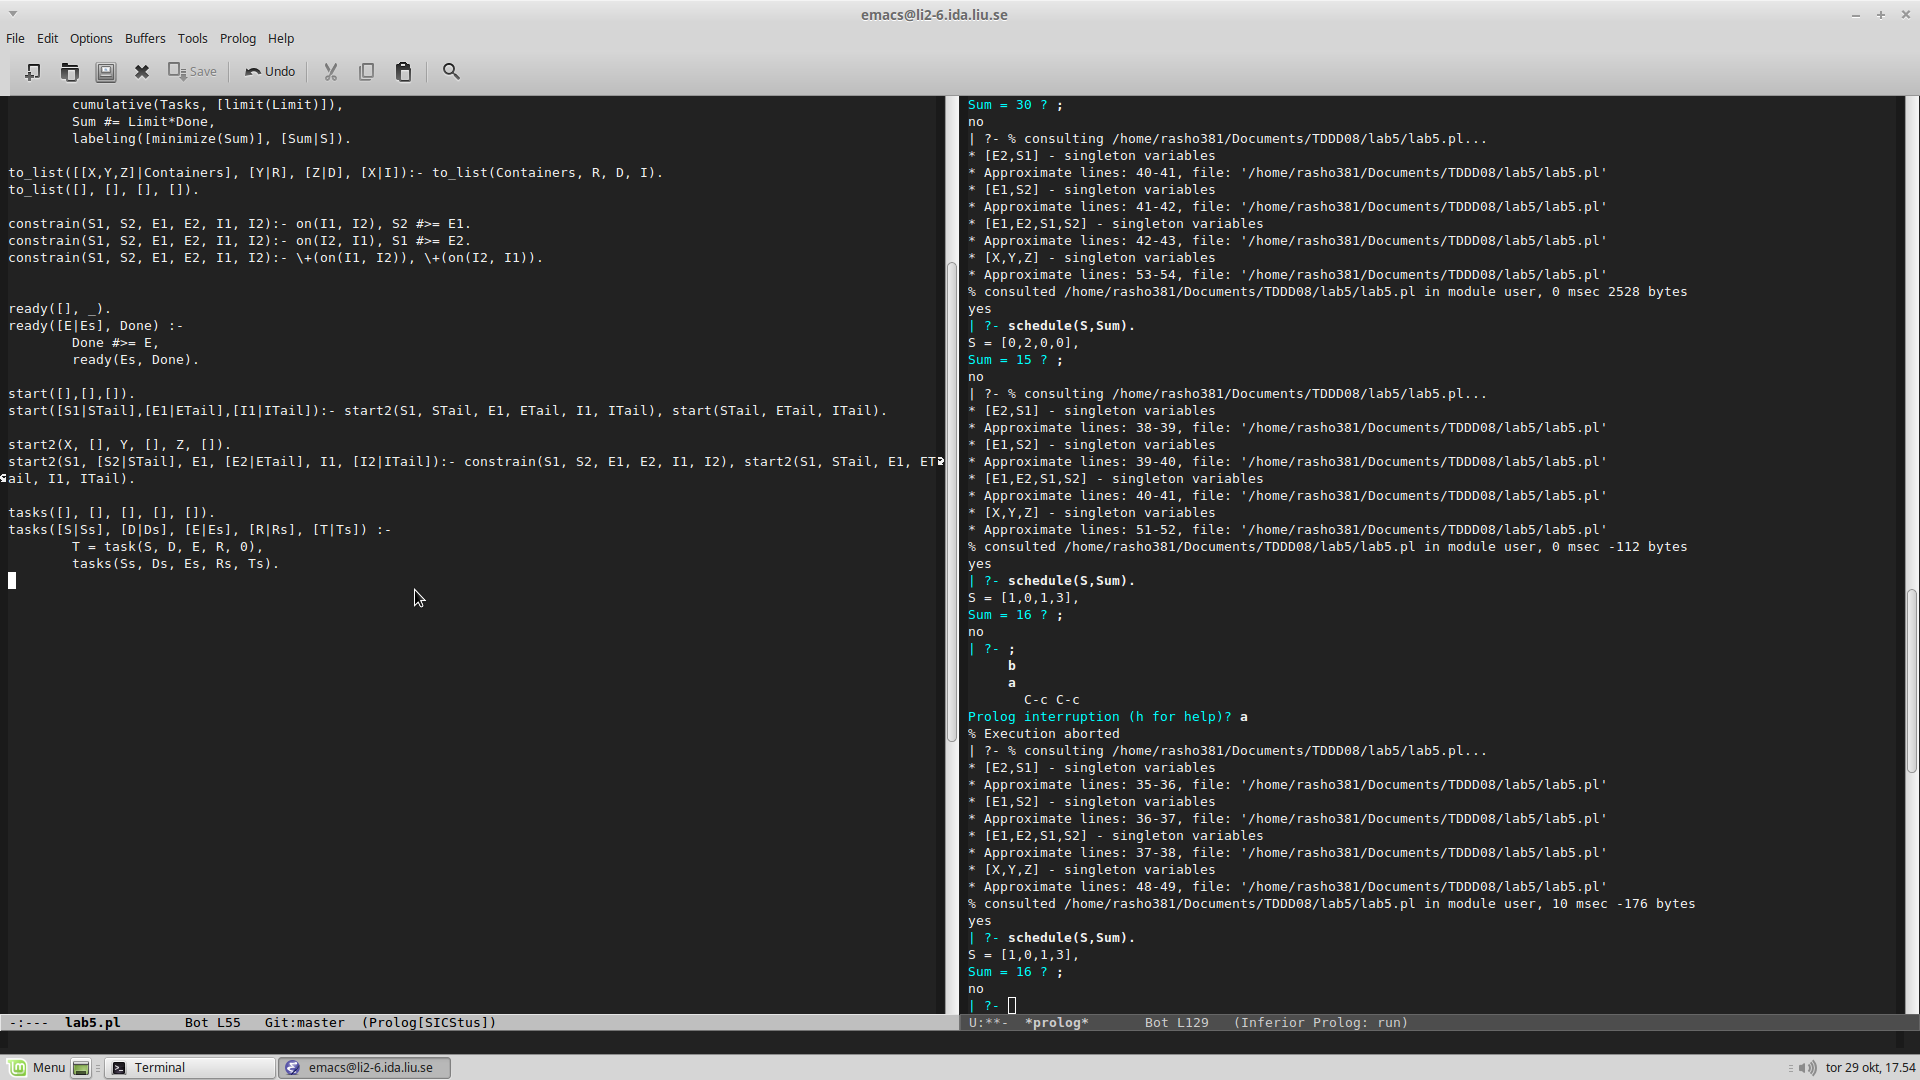 emacs@li2-6.ida.liu.se
File Edit Options Buffers Tools Prolog Help
Save Undo
        cumulative(Tasks, [limit(Limit)]),
        Sum #= Limit*Done,
        labeling([minimize(Sum)], [Sum|S]).
to_list([[X,Y,Z]|Containers], [Y|R], [Z|D], [X|I]):- to_list(Containers, R, D, I).
to_list([], [], [], []).
constrain(S1, S2, E1, E2, I1, I2):- on(I1, I2), S2 #>= E1.
constrain(S1, S2, E1, E2, I1, I2):- on(I2, I1), S1 #>= E2.
constrain(S1, S2, E1, E2, I1, I2):- \+(on(I1, I2)), \+(on(I2, I1)).
ready([], _).
ready([E|Es], Done) :-
        Done #>= E,
        ready(Es, Done).
start([],[],[]).
start([S1|STail],[E1|ETail],[I1|ITail]):- start2(S1, STail, E1, ETail, I1, ITail), start(STail, ETail, ITail).
start2(X, [], Y, [], Z, []).
start2(S1, [S2|STail], E1, [E2|ETail], I1, [I2|ITail]):- constrain(S1, S2, E1, E2, I1, I2), start2(S1, STail, E1, ET
ail, I1, ITail).
tasks([], [], [], [], []).
tasks([S|Ss], [D|Ds], [E|Es], [R|Rs], [T|Ts]) :-
        T = task(S, D, E, R, 0),
        tasks(Ss, Ds, Es, Rs, Ts).
-:--- lab5.pl Bot L55 Git:master (Prolog[SICStus])
Sum = 30 ? ;
no
| ?- % consulting /home/rasho381/Documents/TDDD08/lab5/lab5.pl...
* [E2,S1] - singleton variables
* Approximate lines: 40-41, file: '/home/rasho381/Documents/TDDD08/lab5/lab5.pl'
* [E1,S2] - singleton variables
* Approximate lines: 41-42, file: '/home/rasho381/Documents/TDDD08/lab5/lab5.pl'
* [E1,E2,S1,S2] - singleton variables
* Approximate lines: 42-43, file: '/home/rasho381/Documents/TDDD08/lab5/lab5.pl'
* [X,Y,Z] - singleton variables
* Approximate lines: 53-54, file: '/home/rasho381/Documents/TDDD08/lab5/lab5.pl'
% consulted /home/rasho381/Documents/TDDD08/lab5/lab5.pl in module user, 0 msec 2528 bytes
yes
| ?- schedule(S,Sum).
S = [0,2,0,0],
Sum = 15 ? ;
no
| ?- % consulting /home/rasho381/Documents/TDDD08/lab5/lab5.pl...
* [E2,S1] - singleton variables
* Approximate lines: 38-39, file: '/home/rasho381/Documents/TDDD08/lab5/lab5.pl'
* [E1,S2] - singleton variables
* Approximate lines: 39-40, file: '/home/rasho381/Documents/TDDD08/lab5/lab5.pl'
* [E1,E2,S1,S2] - singleton variables
* Approximate lines: 40-41, file: '/home/rasho381/Documents/TDDD08/lab5/lab5.pl'
* [X,Y,Z] - singleton variables
* Approximate lines: 51-52, file: '/home/rasho381/Documents/TDDD08/lab5/lab5.pl'
% consulted /home/rasho381/Documents/TDDD08/lab5/lab5.pl in module user, 0 msec -112 bytes
yes
| ?- schedule(S,Sum).
S = [1,0,1,3],
Sum = 16 ? ;
no
| ?- ;
     b
     a
       C-c C-c
Prolog interruption (h for help)? a
% Execution aborted
| ?- % consulting /home/rasho381/Documents/TDDD08/lab5/lab5.pl...
* [E2,S1] - singleton variables
* Approximate lines: 35-36, file: '/home/rasho381/Documents/TDDD08/lab5/lab5.pl'
* [E1,S2] - singleton variables
* Approximate lines: 36-37, file: '/home/rasho381/Documents/TDDD08/lab5/lab5.pl'
* [E1,E2,S1,S2] - singleton variables
* Approximate lines: 37-38, file: '/home/rasho381/Documents/TDDD08/lab5/lab5.pl'
* [X,Y,Z] - singleton variables
* Approximate lines: 48-49, file: '/home/rasho381/Documents/TDDD08/lab5/lab5.pl'
% consulted /home/rasho381/Documents/TDDD08/lab5/lab5.pl in module user, 10 msec -176 bytes
yes
| ?- schedule(S,Sum).
S = [1,0,1,3],
Sum = 16 ? ;
no
| ?-
U:**- *prolog* Bot L129 (Inferior Prolog: run)
Menu Terminal emacs@li2-6.ida.liu.se tor 29 okt, 17.54